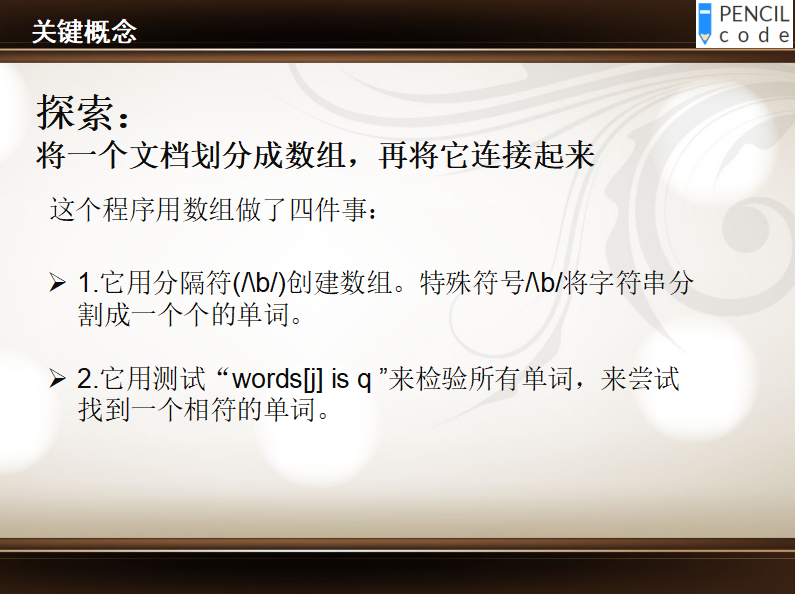 关键概念
PENCIL
code
探索：
将一个文档划分成数组，再将它连接起来
这个程序用数组做了四件事：
➢ 1.它用分隔符(/\b/)创建数组。特殊符号/\b/将字符串分
割成一个个的单词。
➢ 2.它用测试“words[j] is q ”来检验所有单词，来尝试
找到一个相符的单词。